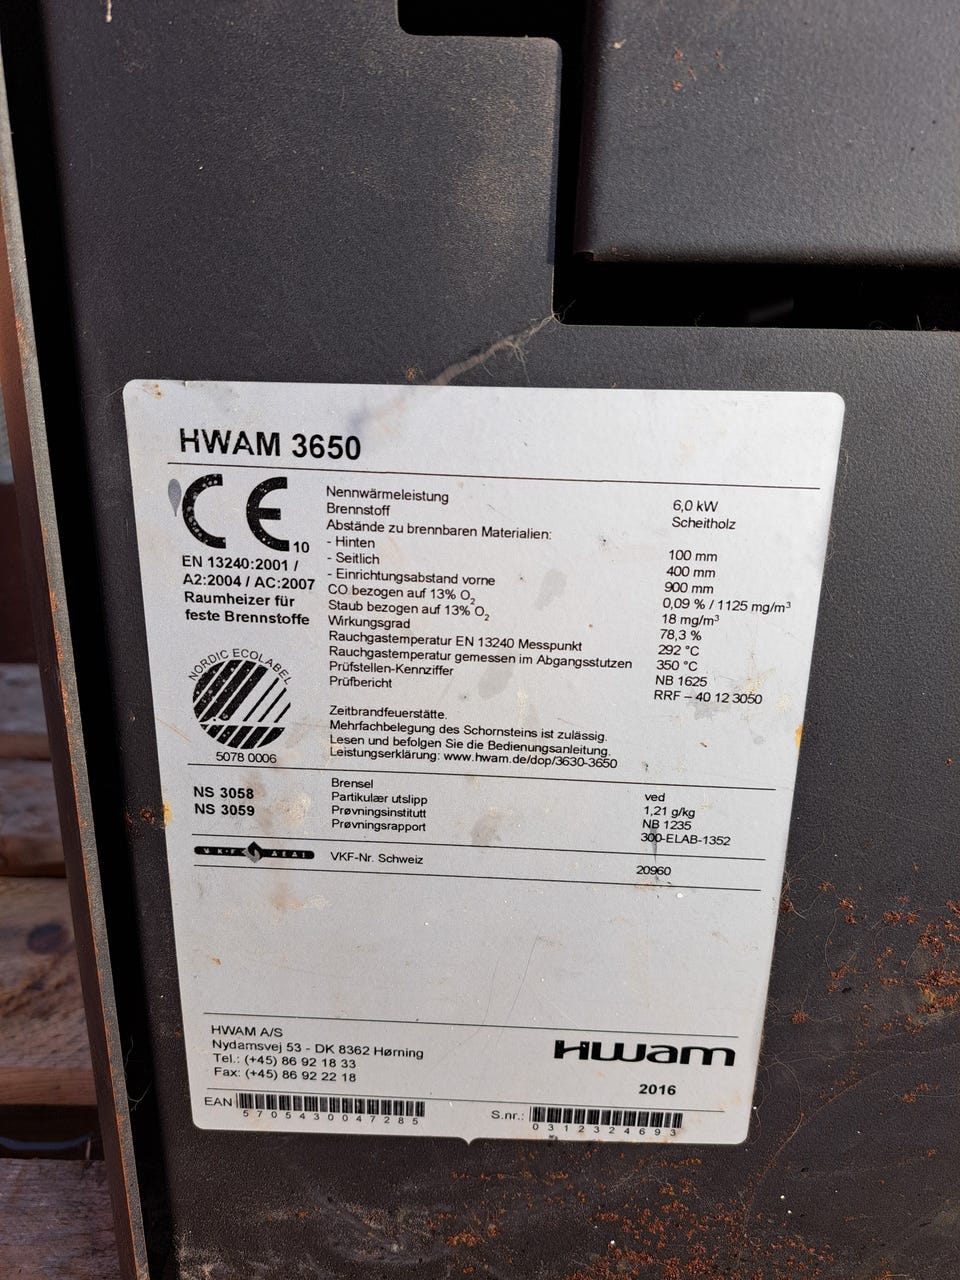 HWAM 3650
CE
10
EN 13240:2001 /
A2:2004 / AC:2007
Raumheizer für
feste Brennstoffe
NORDIC ECOLABEL
5078 0006
Nennwärmeleistung 6,0 kW
Brennstoff Scheitholz
Abstände zu brennbaren Materialien:
- Hinten 100 mm
- Seitlich 400 mm
- Einrichtungsabstand vorne 900 mm
CO bezogen auf 13% O₂ 0,09 % / 1125 mg/m³
Staub bezogen auf 13% O₂ 18 mg/m³
Wirkungsgrad 78,3 %
Rauchgastemperatur EN 13240 Messpunkt 292 °C
Rauchgastemperatur gemessen im Abgangsstutzen 350 °C
Prüfstellen-Kennziffer NB 1625
Prüfbericht RRF – 40 12 3050
Zeitbrandfeuerstätte.
Mehrfachbelegung des Schornsteins ist zulässig.
Lesen und befolgen Sie die Bedienungsanleitung.
Leistungserklärung: www.hwam.de/dop/3630-3650
NS 3058
NS 3059
Brensel ved
Partikulær utslipp 1,21 g/kg
Prøvningsinstitutt NB 1235
Prøvningsrapport 300-ELAB-1352
VKF AEAI
VKF-Nr. Schweiz 20960
HWAM A/S
Nydamsvej 53 - DK 8362 Hørning
Tel.: (+45) 86 92 18 33
Fax: (+45) 86 92 22 18
Hwam
2016
EAN 5705430047285
S.nr.: 0312324693